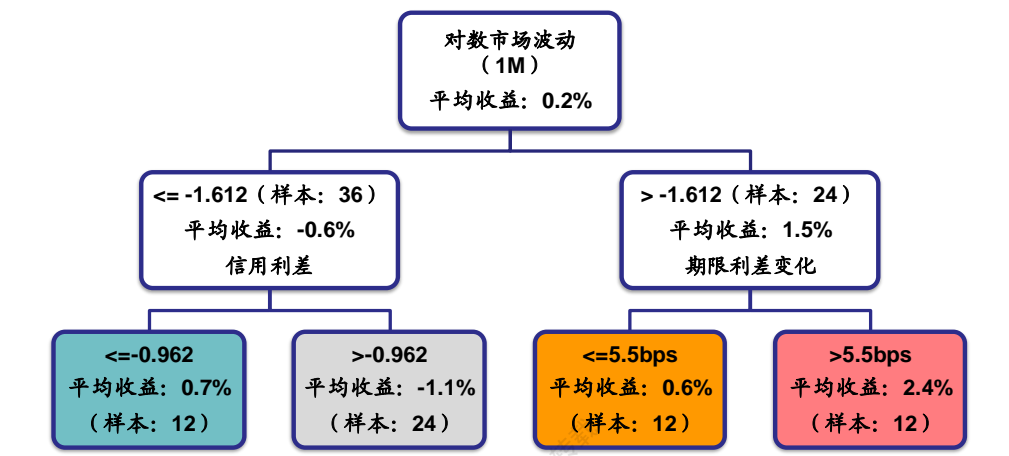 对数市场波动
（1M）
平均收益：0.2%
<= -1.612（样本：36）
平均收益：-0.6%
信用利差
> -1.612（样本：24）
平均收益：1.5%
期限利差变化
<=-0.962
平均收益：0.7%
（样本：12）
>-0.962
平均收益：-1.1%
（样本：24）
<=5.5bps
平均收益：0.6%
（样本：12）
>5.5bps
平均收益：2.4%
（样本：12）